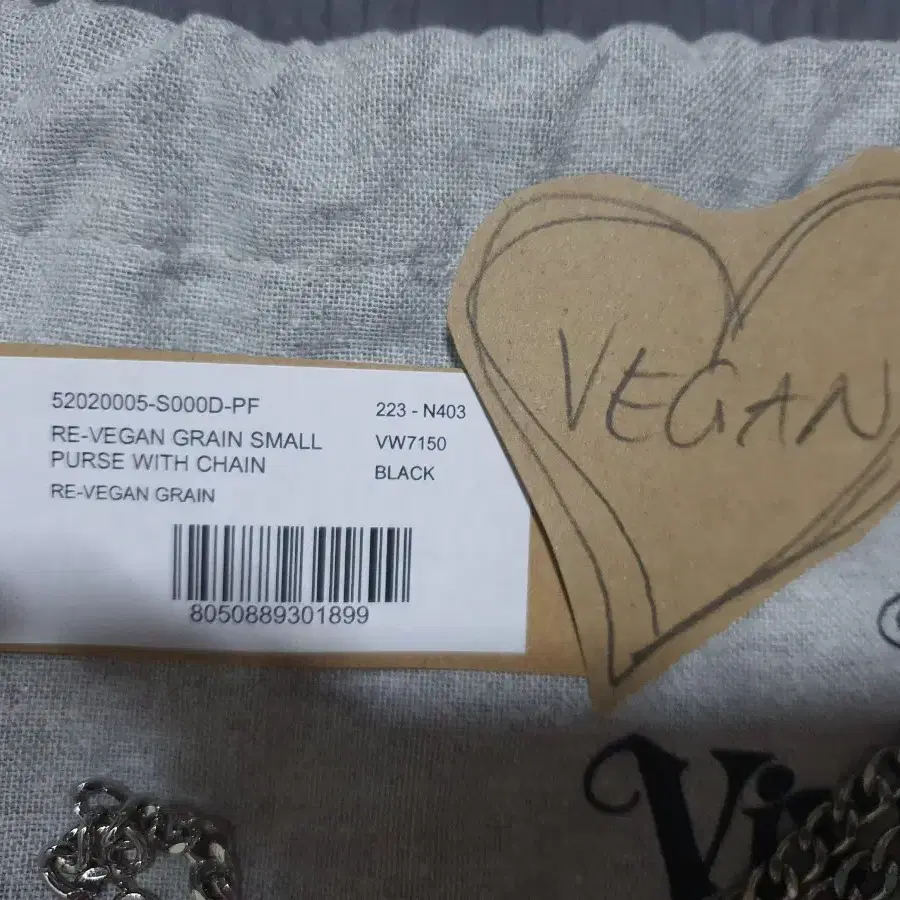 52020005-S000D-PF
RE-VEGAN GRAIN SMALL
PURSE WITH CHAIN
RE-VEGAN GRAIN
223 - N403
VW7150
BLACK
8050889301899
VEGAN
Viv